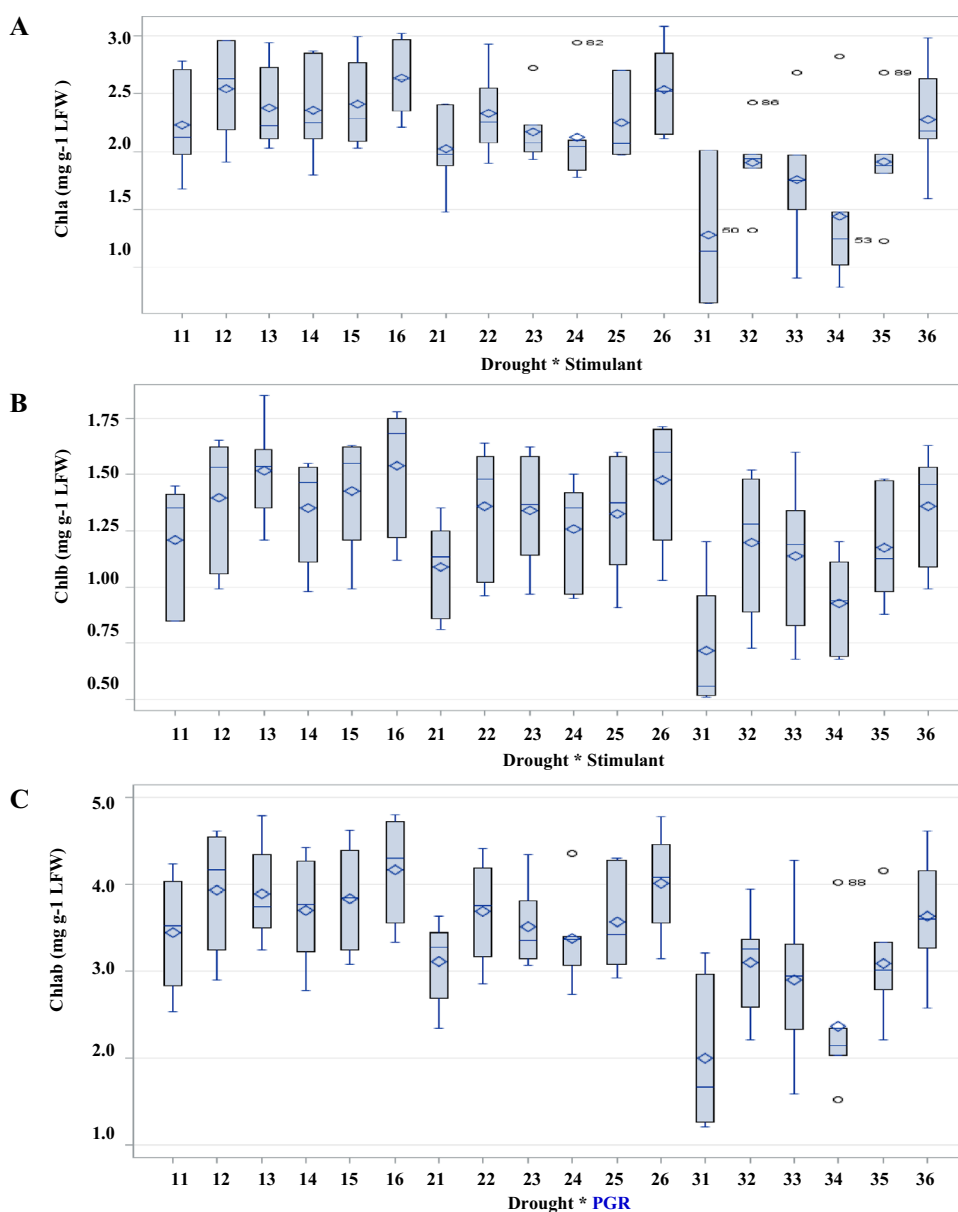 A
Chla (mg g-1 LFW )
3.0
2.5
2.0
1.5
1.0
82
86
89
50
53
11 12 13 14 15 16 21 22 23 24 25 26 31 32 33 34 35 36
Drought * Stimulant
B
Chlb (mg g-1 LFW)
1.75
1.50
1.25
1.00
0.75
0.50
11 12 13 14 15 16 21 22 23 24 25 26 31 32 33 34 35 36
Drought * Stimulant
C
Chlab (mg g-1 LFW)
5.0
4.0
3.0
2.0
1.0
88
11 12 13 14 15 16 21 22 23 24 25 26 31 32 33 34 35 36
Drought * PGR